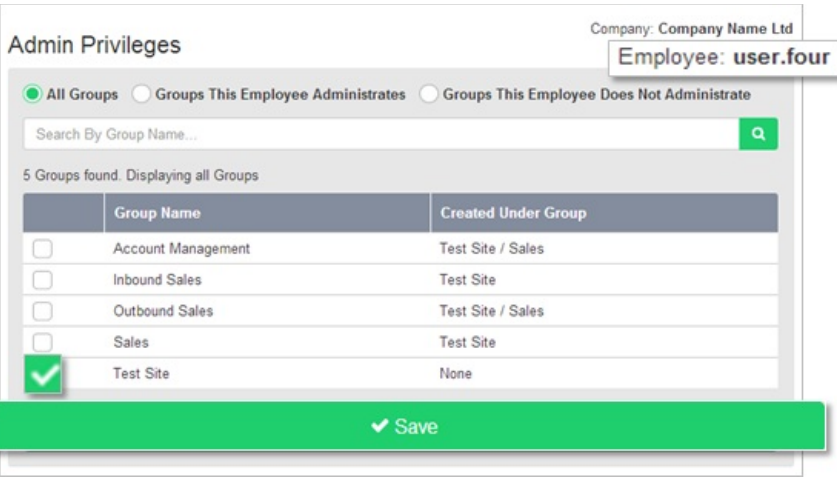 Company: Company Name Ltd
Admin Privileges
Employee: user.four
All Groups Groups This Employee Administrates Groups This Employee Does Not Administrate
Search By Group Name...
5 Groups found. Displaying all Groups
Group Name Created Under Group
Account Management Test Site / Sales
Inbound Sales Test Site
Outbound Sales Test Site / Sales
Sales Test Site
Test Site None
Save